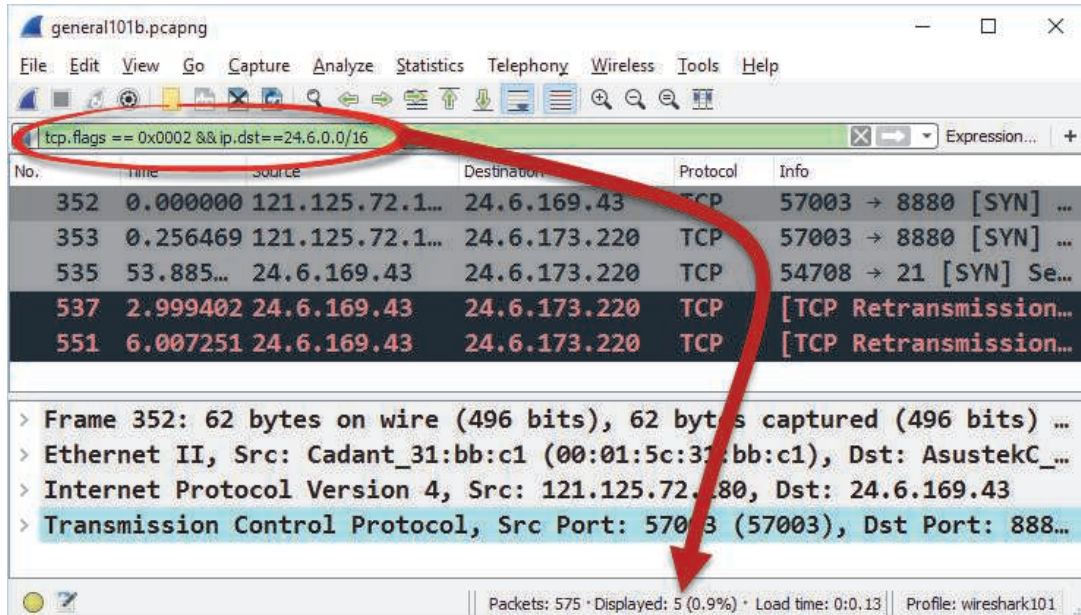 general101b.pcapng
File Edit View Go Capture Analyze Statistics Telephony Wireless Tools Help
tcp.flags == 0x0002 && ip.dst==24.6.0.0/16 Expression... +
No. Time Source Destination Protocol Info
352 0.000000 121.125.72.1… 24.6.169.43 TCP 57003 → 8880 [SYN] …
353 0.256469 121.125.72.1… 24.6.173.220 TCP 57003 → 8880 [SYN] …
535 53.885… 24.6.169.43 24.6.173.220 TCP 54708 → 21 [SYN] Se…
537 2.999402 24.6.169.43 24.6.173.220 TCP [TCP Retransmission…
551 6.007251 24.6.169.43 24.6.173.220 TCP [TCP Retransmission…
> Frame 352: 62 bytes on wire (496 bits), 62 bytes captured (496 bits) …
> Ethernet II, Src: Cadant_31:bb:c1 (00:01:5c:31:bb:c1), Dst: AsustekC_…
> Internet Protocol Version 4, Src: 121.125.72.180, Dst: 24.6.169.43
> Transmission Control Protocol, Src Port: 57003 (57003), Dst Port: 888…
Packets: 575 · Displayed: 5 (0.9%) · Load time: 0:0.13 Profile: wireshark101